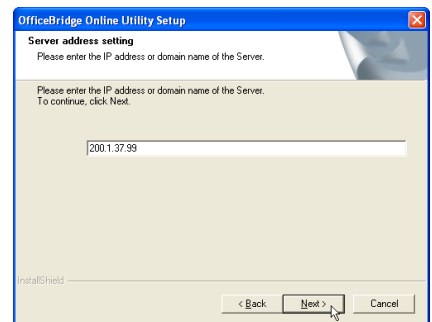 OfficeBridge Online Utility Setup
Server address setting
Please enter the IP address or domain name of the Server.
Please enter the IP address or domain name of the Server.
To continue, click Next.
200.1.37.99
InstallShield
< Back Next > Cancel